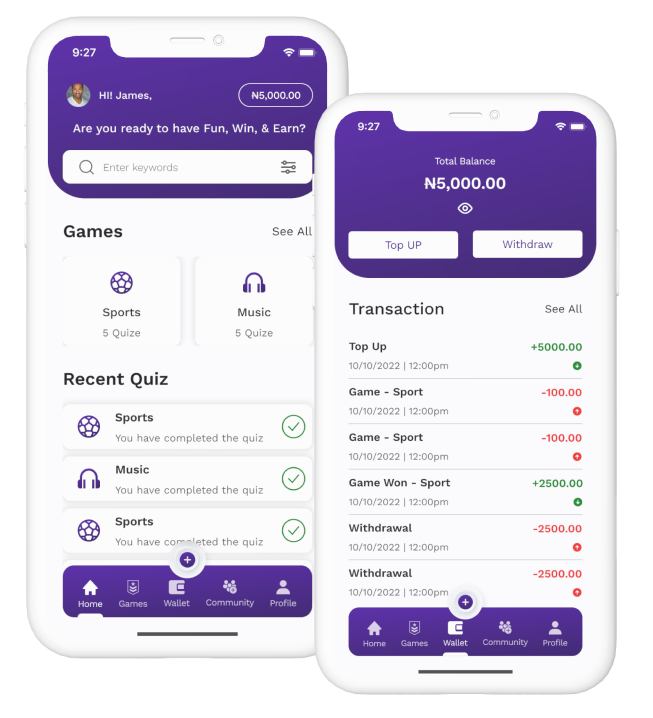 9:27
HI! James,
₦5,000.00
Are you ready to have Fun, Win, & Earn?
Enter keywords
Games
See All
Sports
5 Quize
Music
5 Quize
Recent Quiz
Sports
You have completed the quiz
Music
You have completed the quiz
Sports
You have completed the quiz
Home
Games
Wallet
Community
Profile
9:27
Total Balance
₦5,000.00
Top UP
Withdraw
Transaction
See All
Top Up
+5000.00
10/10/2022 | 12:00pm
Game - Sport
-100.00
10/10/2022 | 12:00pm
Game - Sport
-100.00
10/10/2022 | 12:00pm
Game Won - Sport
+2500.00
10/10/2022 | 12:00pm
Withdrawal
-2500.00
10/10/2022 | 12:00pm
Withdrawal
-2500.00
10/10/2022 | 12:00pm
Home
Games
Wallet
Community
Profile